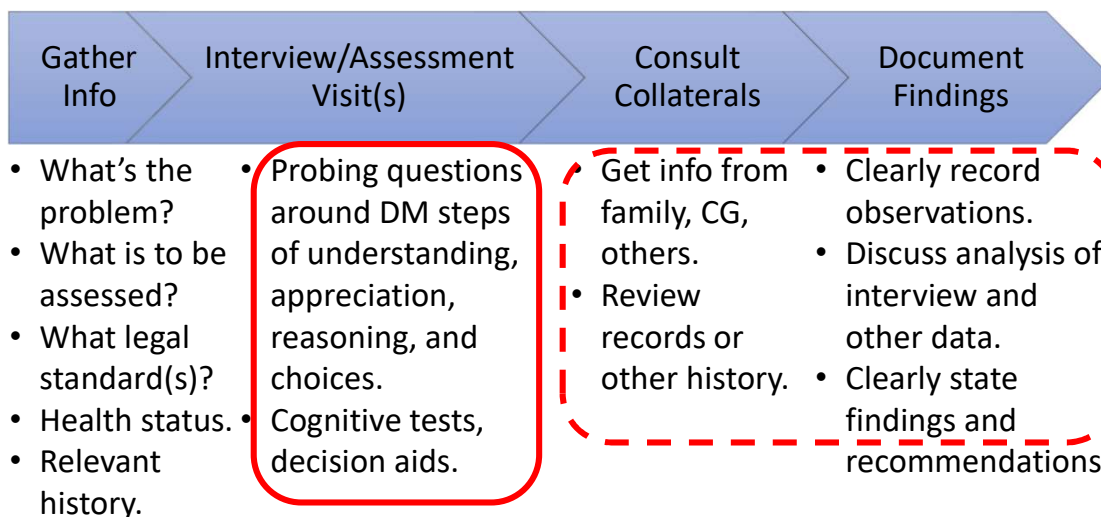 Gather
Info
Interview/Assessment
Visit(s)
Consult
Collaterals
Document
Findings
• What’s the
problem?
• What is to be
assessed?
• What legal
standard(s)?
• Health status.
• Relevant
history.
• Probing questions
around DM steps
of understanding,
appreciation,
reasoning, and
choices.
• Cognitive tests,
decision aids.
• Get info from
family, CG,
others.
• Review
records or
other history.
• Clearly record
observations.
• Discuss analysis of
interview and
other data.
• Clearly state
findings and
recommendations